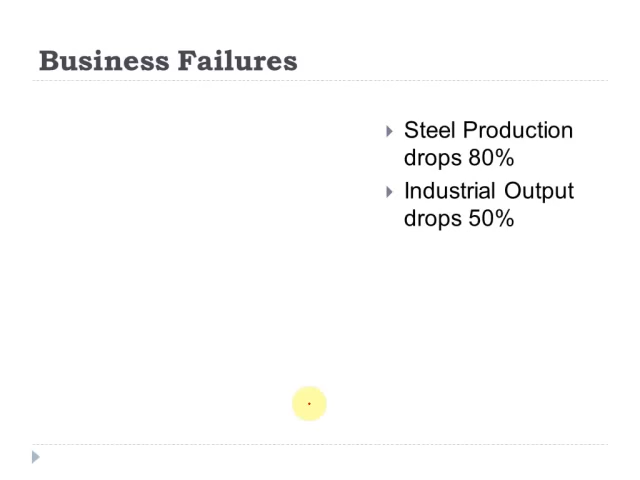 Business Failures
Steel Production
drops 80%
Industrial Output
drops 50%